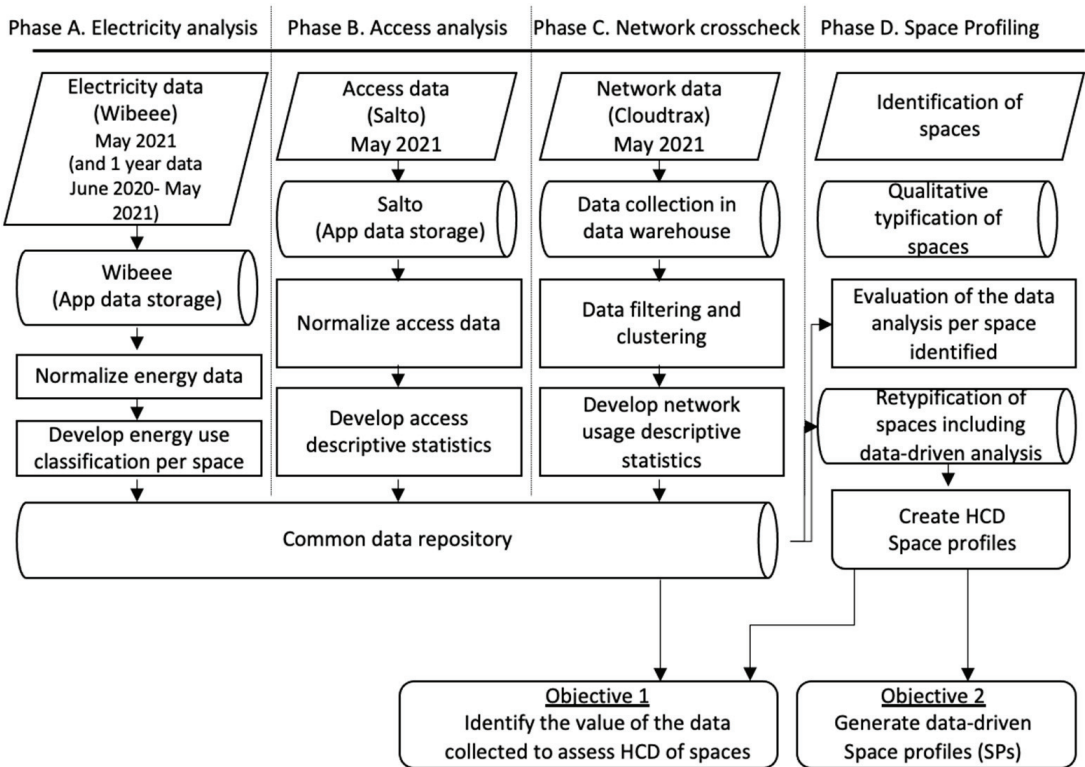 Phase A. Electricity analysis
Phase B. Access analysis
Phase C. Network crosscheck
Phase D. Space Profiling
Electricity data
(Wibeee)
May 2021
(and 1 year data
June 2020- May
2021)
Wibeee
(App data storage)
Normalize energy data
Develop energy use
classification per space
Access data
(Salto)
May 2021
Salto
(App data storage)
Normalize access data
Develop access
descriptive statistics
Network data
(Cloudtrax)
May 2021
Data collection in
data warehouse
Data filtering and
clustering
Develop network
usage descriptive
statistics
Common data repository
Identification of
spaces
Qualitative
typification of
spaces
Evaluation of the data
analysis per space
identified
Retypification of
spaces including
data-driven analysis
Create HCD
Space profiles
Objective 1
Identify the value of the data
collected to assess HCD of spaces
Objective 2
Generate data-driven
Space profiles (SPs)